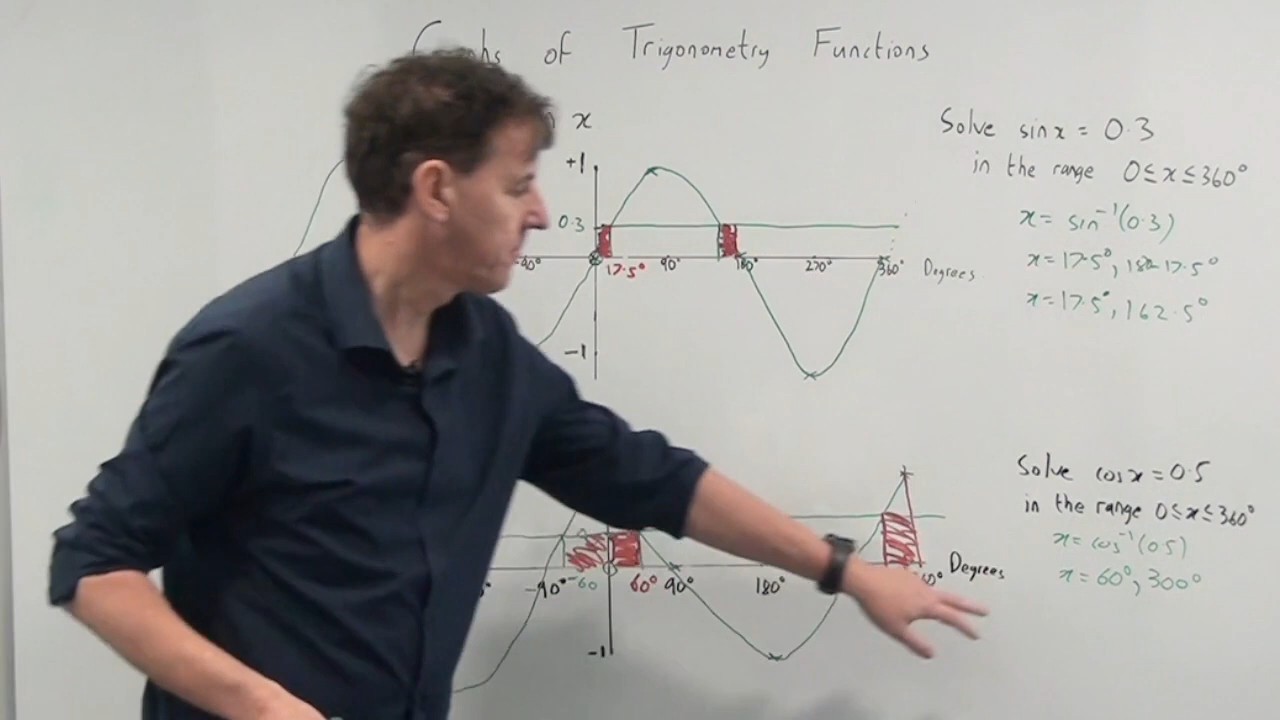 of Trigonometry Functions
x
+1
0.3
-90° 17.5° 90° 180° 270° 360° Degrees
-1
Solve sin x = 0.3
in the range 0≤x≤360°
x = sin⁻¹(0.3)
x=17.5°, 180-17.5°
x=17.5°, 162.5°
-90° -60 60° 90° 180° Degrees
-1
Solve cos x = 0.5
in the range 0≤x≤360°
x = cos⁻¹(0.5)
x = 60°, 300°